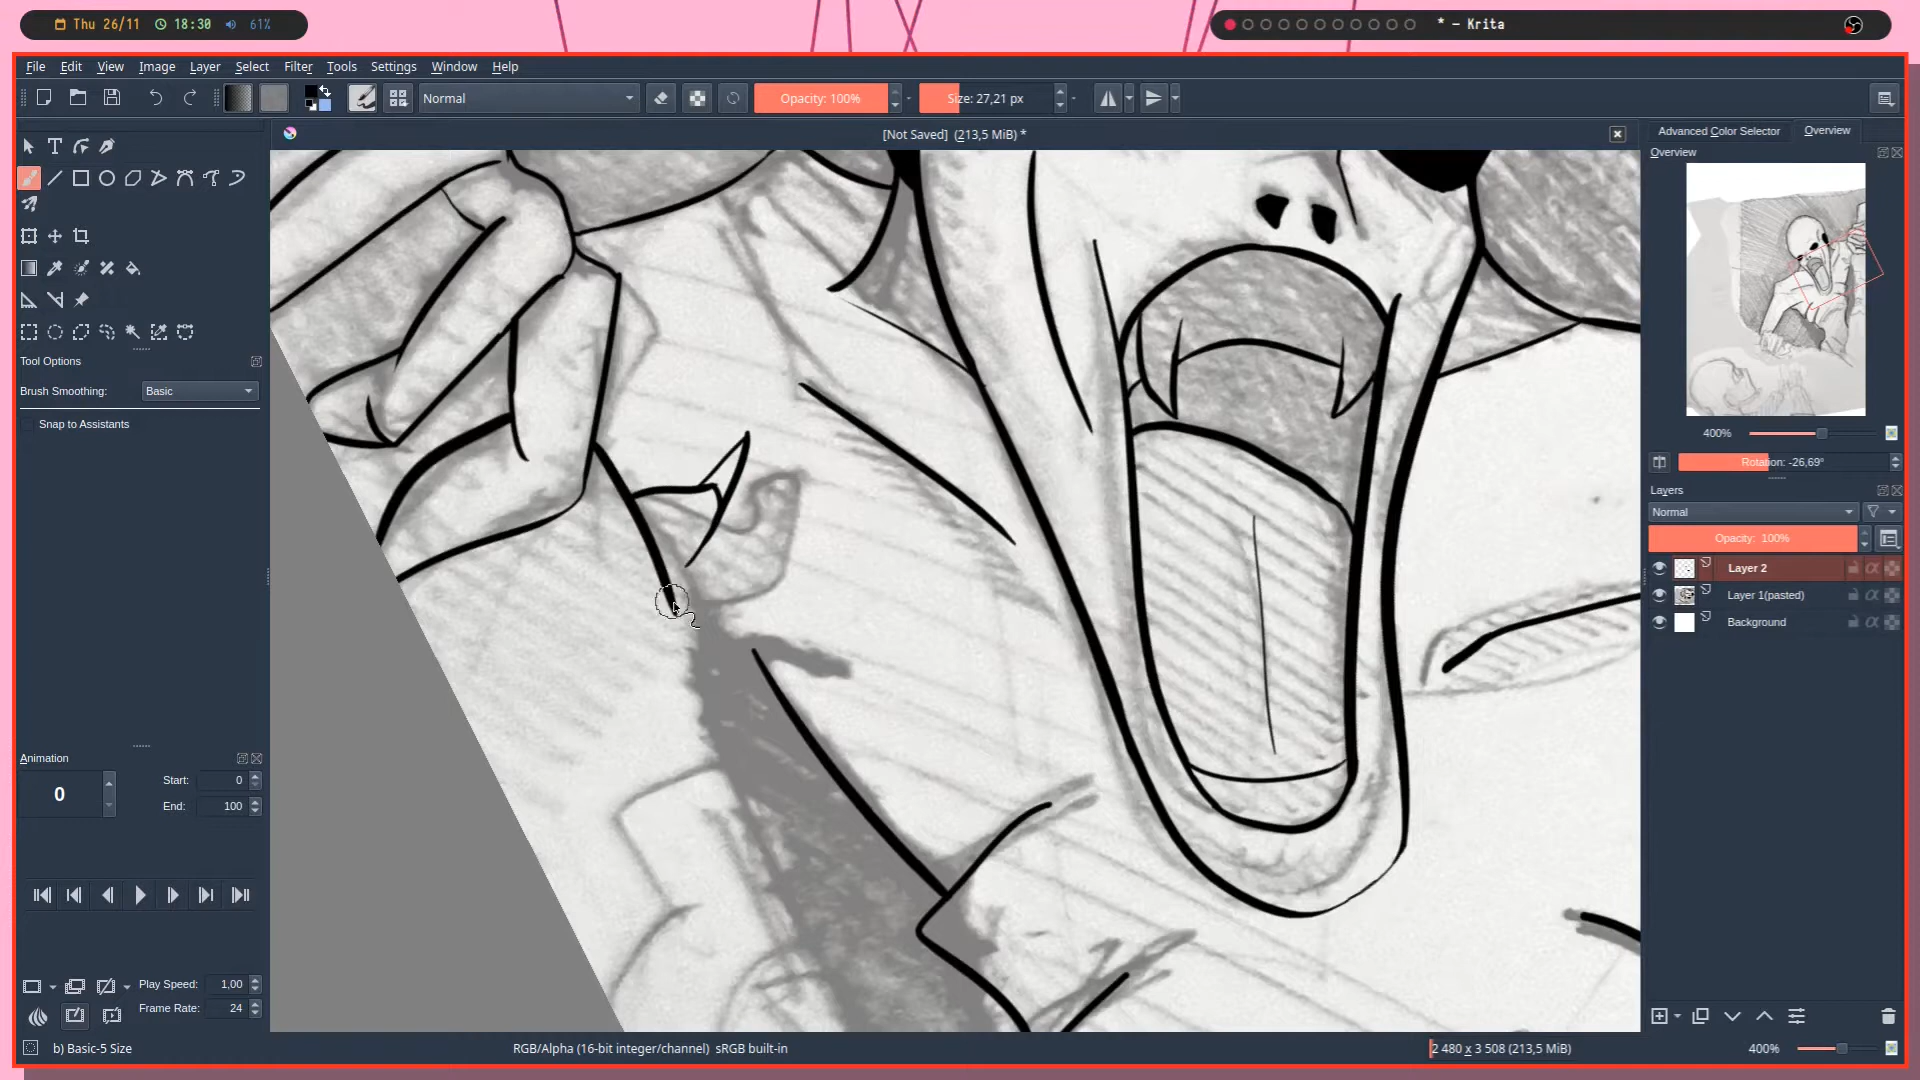 Thu 26/11 18:30 61%
* – Krita
File Edit View Image Layer Select Filter Tools Settings Window Help
Normal
Opacity: 100%
Size: 27,21 px
[Not Saved] (213,5 MiB) *
Advanced Color Selector
Overview
Overview
Tool Options
Brush Smoothing: Basic
Snap to Assistants
400%
Rotation: -26,69°
Layers
Normal
Opacity: 100%
Layer 2
Layer 1(pasted)
Background
Animation
0
Start: 0
End: 100
Play Speed: 1,00
Frame Rate: 24
b) Basic-5 Size
RGB/Alpha (16-bit integer/channel) sRGB built-in
2 480 x 3 508 (213,5 MiB)
400%